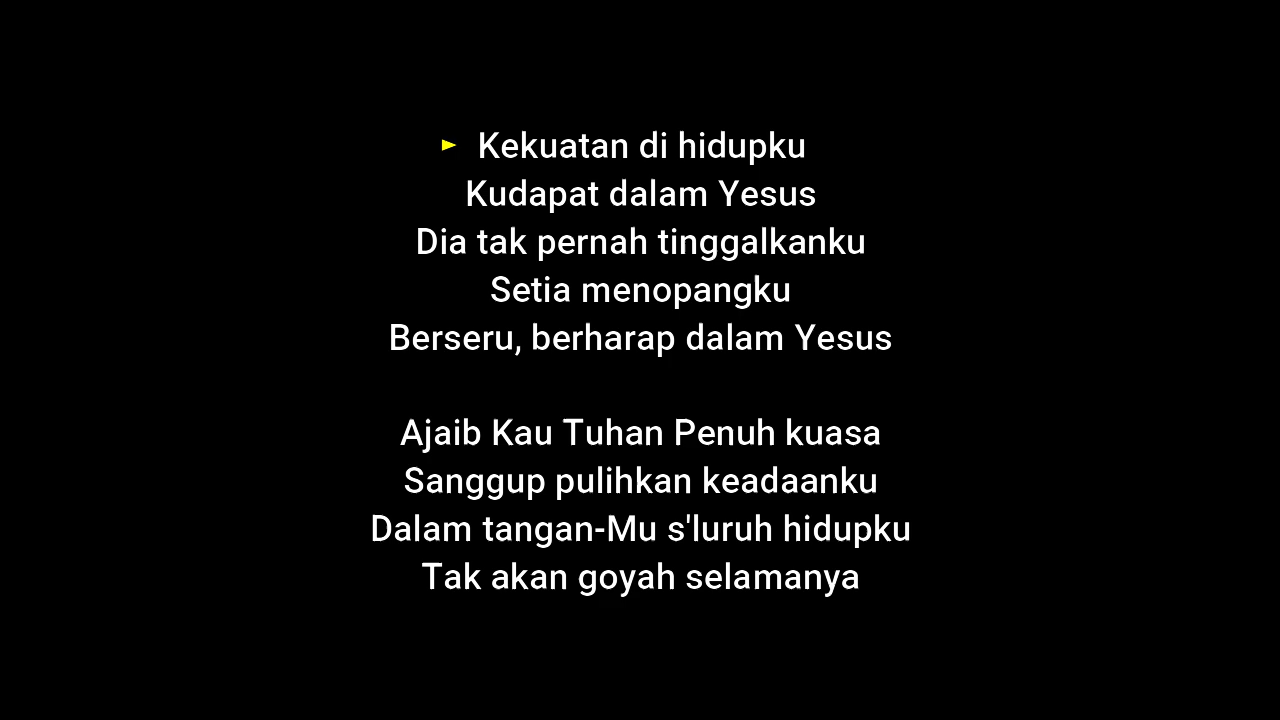 ► Kekuatan di hidupku
Kudapat dalam Yesus
Dia tak pernah tinggalkanku
Setia menopangku
Berseru, berharap dalam Yesus

Ajaib Kau Tuhan Penuh kuasa
Sanggup pulihkan keadaanku
Dalam tangan-Mu s'luruh hidupku
Tak akan goyah selamanya